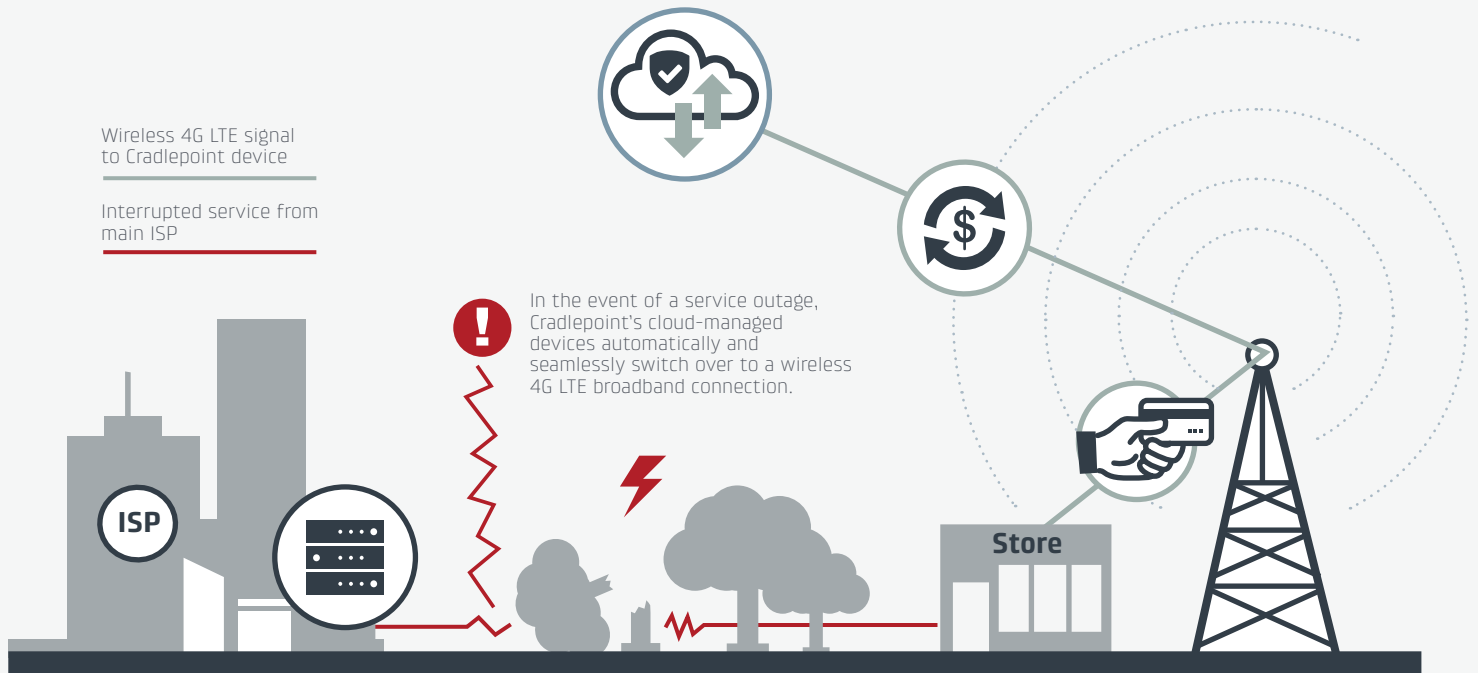 Wireless 4G LTE signal
to Cradlepoint device
Interrupted service from
main ISP
In the event of a service outage,
Cradlepoint's cloud-managed
devices automatically and
seamlessly switch over to a wireless
4G LTE broadband connection.
!
$
ISP
Store